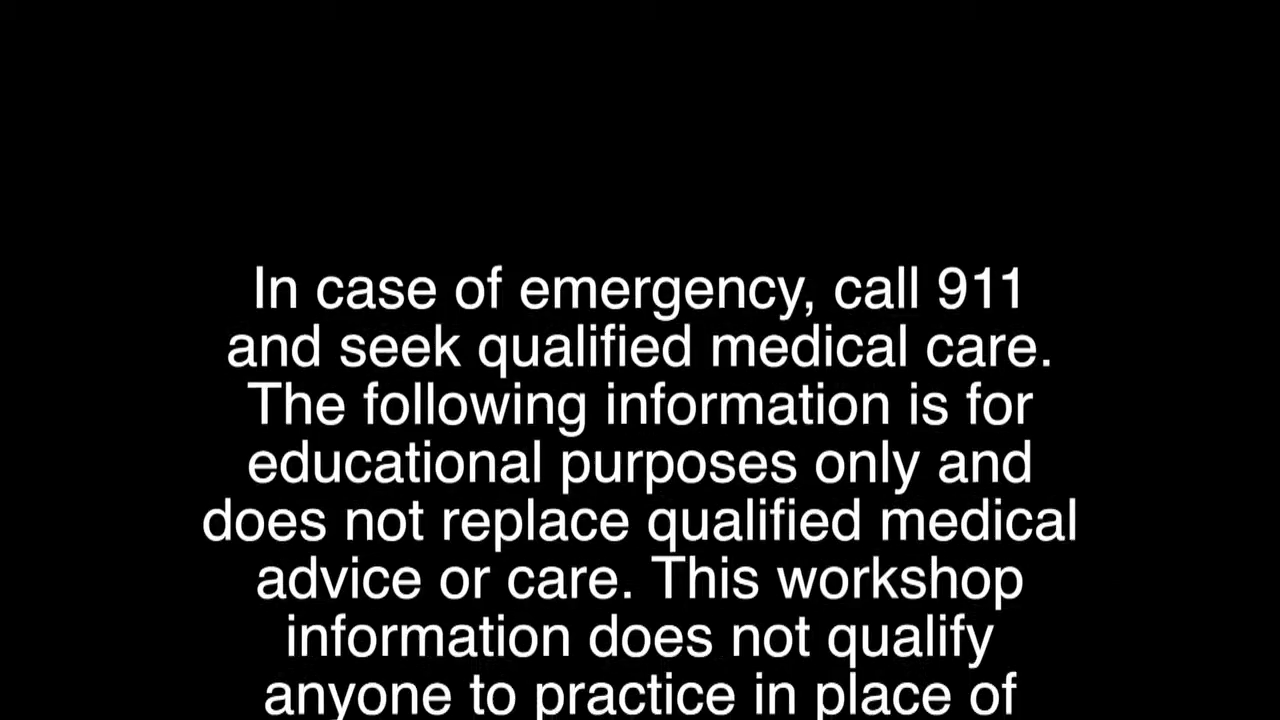 In case of emergency, call 911
and seek qualified medical care.
The following information is for
educational purposes only and
does not replace qualified medical
advice or care. This workshop
information does not qualify
anyone to practice in place of